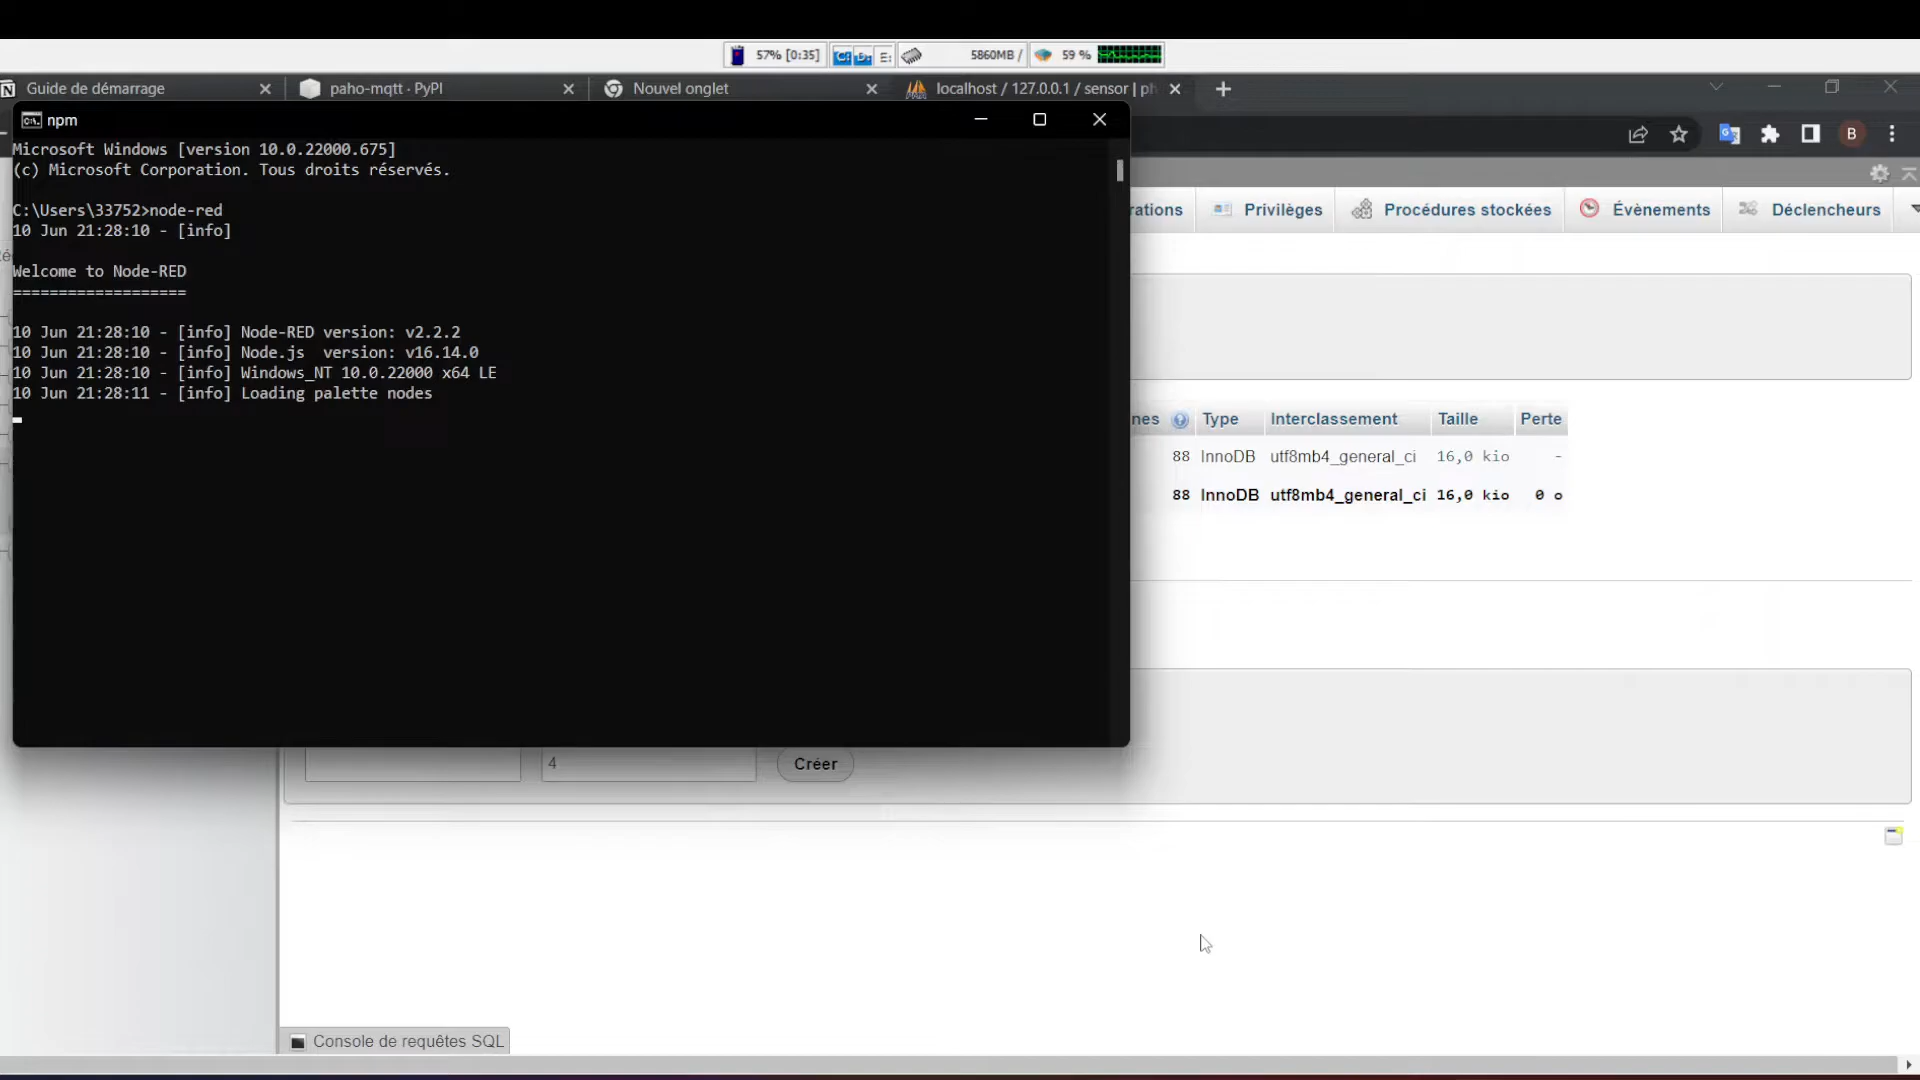 57% [0:35] C: D: E: 5860MB / 59 %
Guide de démarrage paho-mqtt · PyPI Nouvel onglet localhost / 127.0.0.1 / sensor | ph
npm
B
Microsoft Windows [version 10.0.22000.675]
(c) Microsoft Corporation. Tous droits réservés.
C:\Users\33752>node-red
rations Privilèges Procédures stockées Évènements Déclencheurs
10 Jun 21:28:10 - [info]
Welcome to Node-RED
===================
10 Jun 21:28:10 - [info] Node-RED version: v2.2.2
10 Jun 21:28:10 - [info] Node.js  version: v16.14.0
10 Jun 21:28:10 - [info] Windows_NT 10.0.22000 x64 LE
10 Jun 21:28:11 - [info] Loading palette nodes
nes Type Interclassement Taille Perte
88 InnoDB utf8mb4_general_ci 16,0 kio -
88 InnoDB utf8mb4_general_ci 16,0 kio 0 o
4 Créer
Console de requêtes SQL